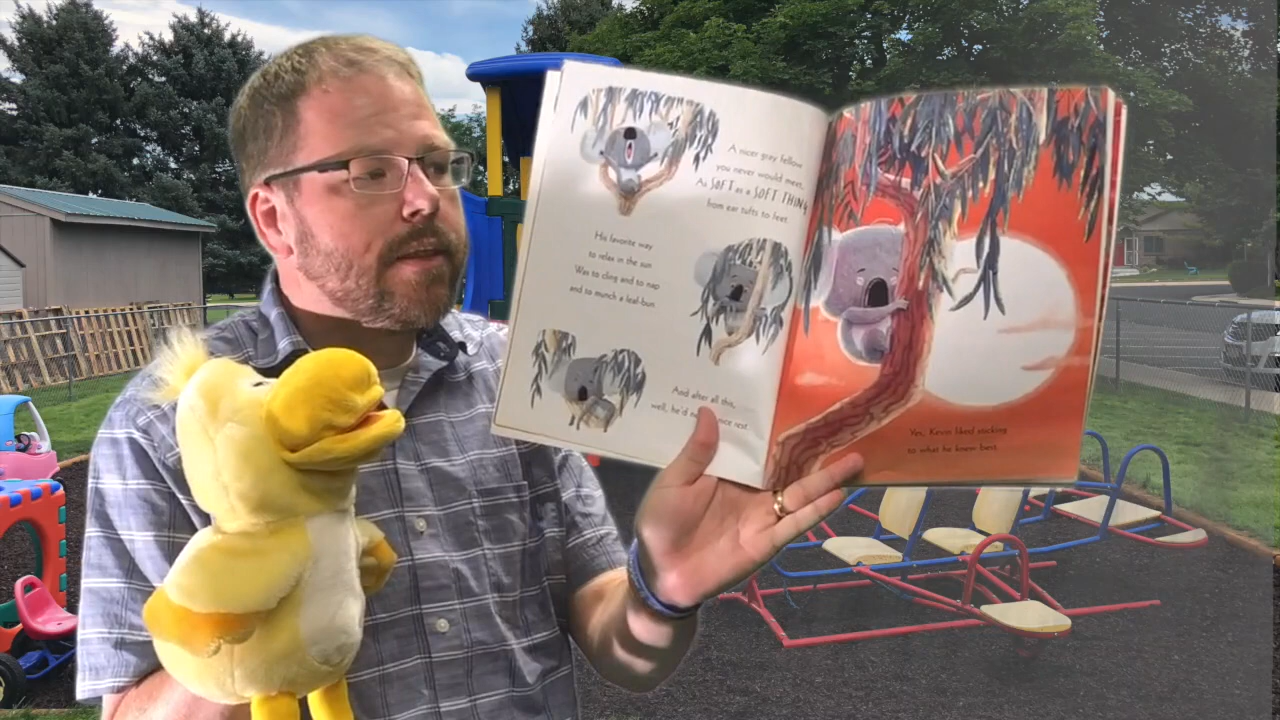 A nicer gray fellow
you never would meet,
As SOFT as a SOFT THING
from ear tufts to feet.
His favorite way
to relax in the sun
Was to cling and to nap
and to munch a leaf-bun.
And after all this,
well, he'd nice rest.
Yes, Kevin liked sticking
to what he knew best.